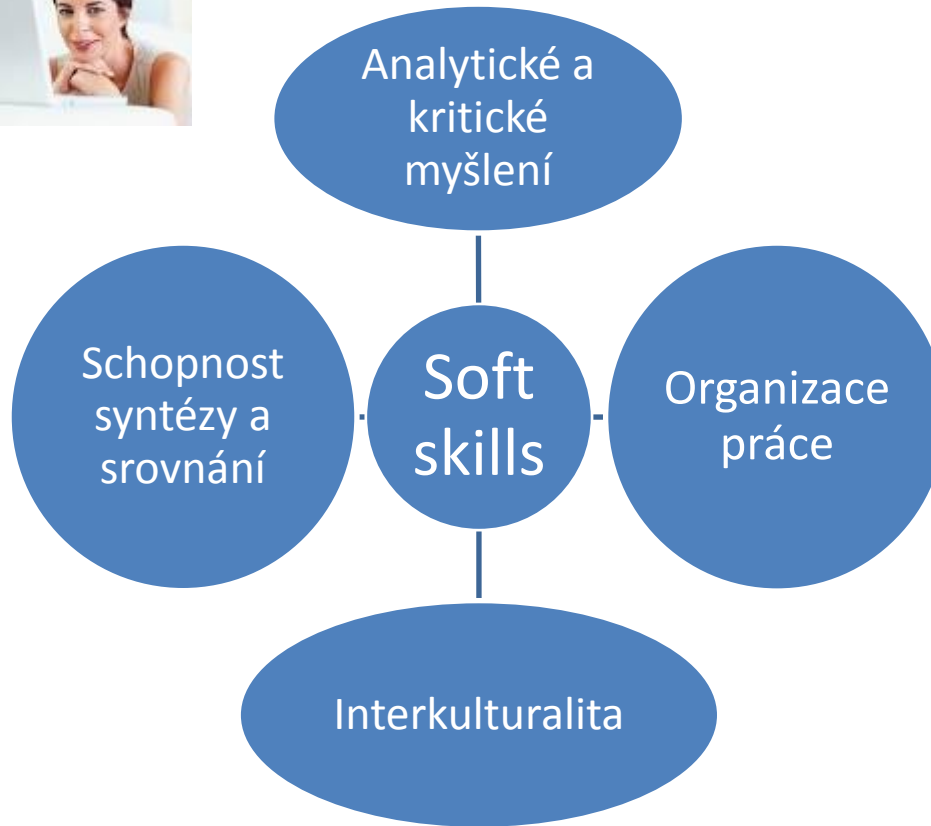 Analytické a
kritické
myšlení
Schopnost
syntézy a
srovnání
Soft
skills
Organizace
práce
Interkulturalita